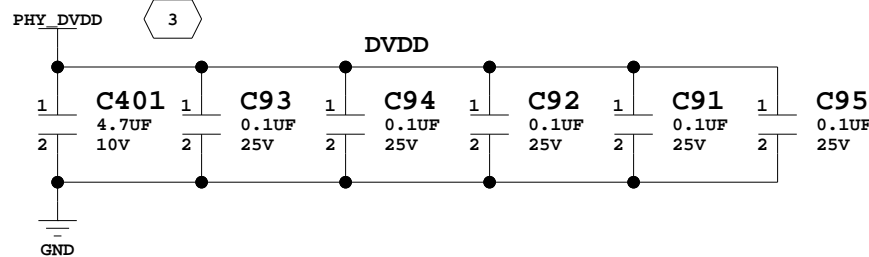 PHY_DVDD
3
DVDD
1 C401 1 C93 1 C94 1 C92 1 C91 1 C95
4.7UF 0.1UF 0.1UF 0.1UF 0.1UF 0.1UF
2 10V 2 25V 2 25V 2 25V 2 25V 2 25V
GND